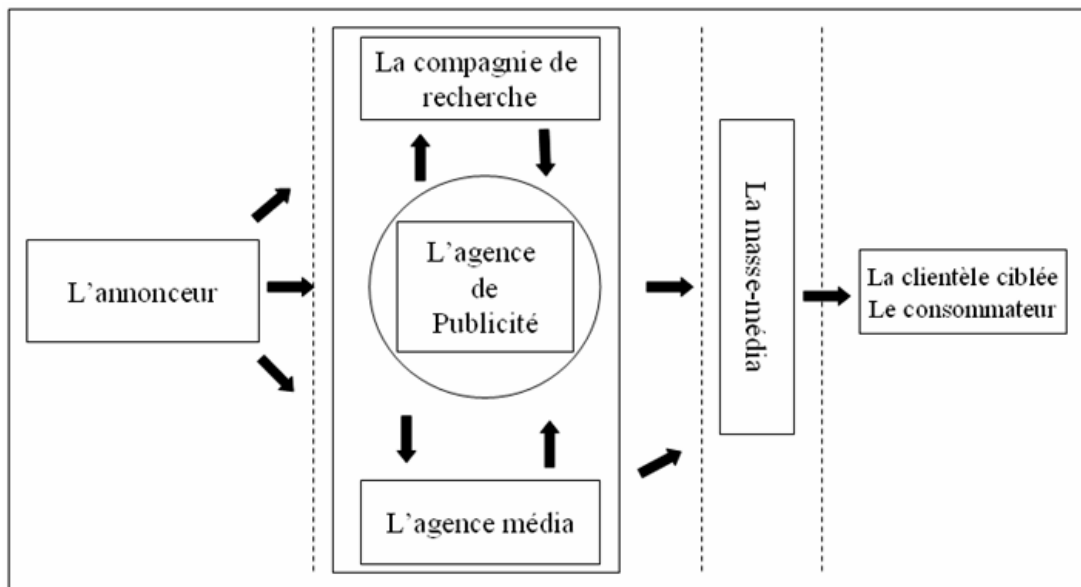 La compagnie de
recherche
L'annonceur
L'agence
de
Publicité
L'agence média
La masse-média
La clientèle ciblée
Le consommateur